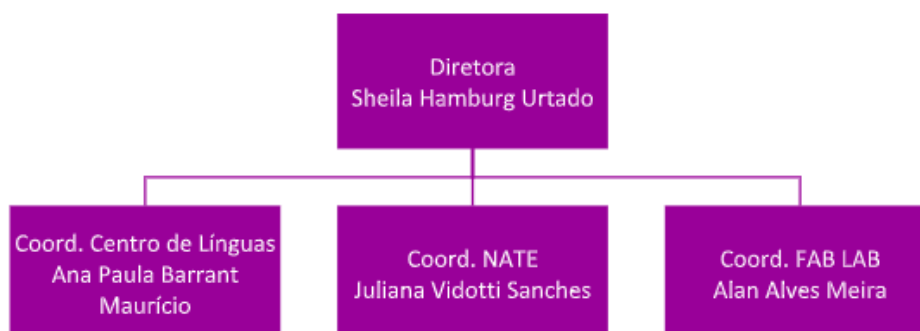 Diretora
Sheila Hamburg Urtado
Coord. Centro de Línguas
Ana Paula Barrant
Maurício
Coord. NATE
Juliana Vidotti Sanches
Coord. FAB LAB
Alan Alves Meira